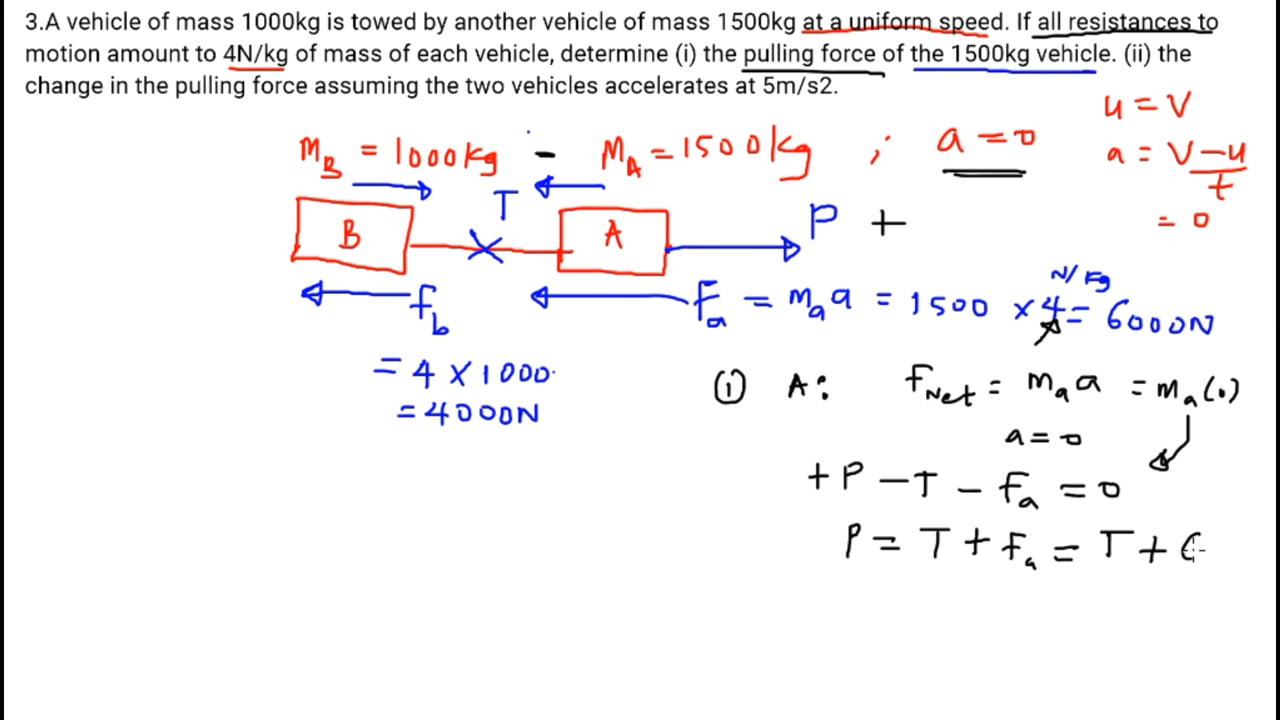 3.A vehicle of mass 1000kg is towed by another vehicle of mass 1500kg at a uniform speed. If all resistances to
motion amount to 4N/kg of mass of each vehicle, determine (i) the pulling force of the 1500kg vehicle. (ii) the
change in the pulling force assuming the two vehicles accelerates at 5m/s2.
u = v
M_B = 1000kg - M_A = 1500kg ; a = 0
a = v - u / t
= 0
T
B
A
P +
f_b
F_a = m_a a = 1500 × 4 N/kg = 6000N
= 4 × 1000
= 4000N
(i) A: F_Net = m_a a = m_a (0)
a = 0
+P - T - F_a = 0
P = T + F_a = T + 6